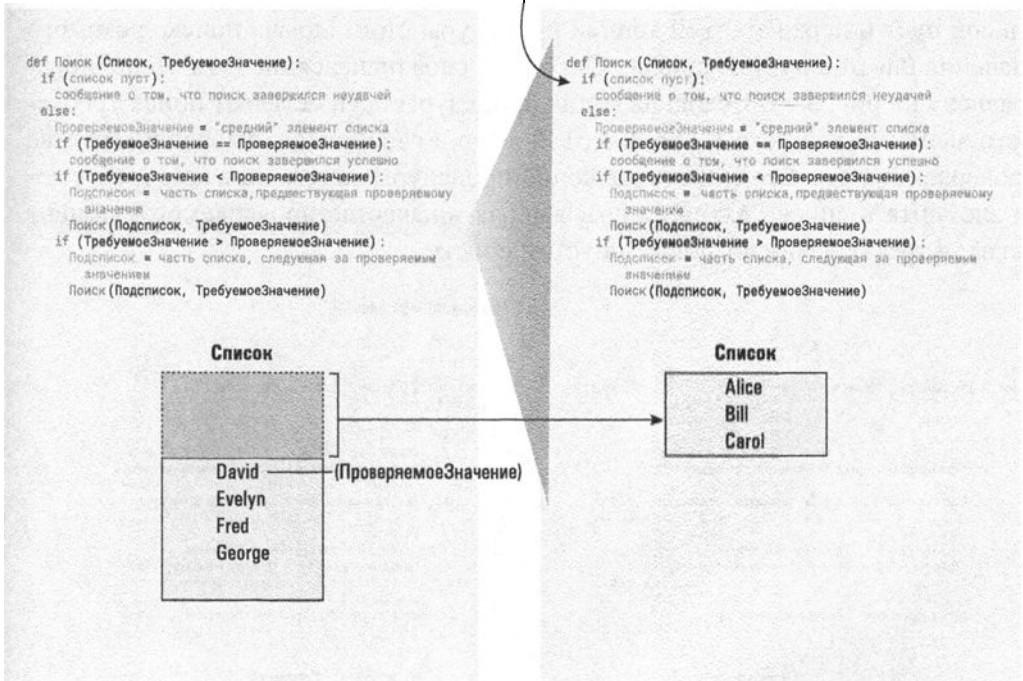 def Поиск (Список, ТребуемоеЗначение):
if (список пуст):
сообщение о том, что поиск завершился неудачей
else:
ПроверяемоеЗначение = "средний" элемент списка
if (ТребуемоеЗначение == ПроверяемоеЗначение):
сообщение о том, что поиск завершился успешно
if (ТребуемоеЗначение < ПроверяемоеЗначение):
Подсписок = часть списка, предшествующая проверяемому
значению
Поиск (Подсписок, ТребуемоеЗначение)
if (ТребуемоеЗначение > ПроверяемоеЗначение):
Подсписок = часть списка, следующая за проверяемым
значением
Поиск (Подсписок, ТребуемоеЗначение)
Список
David (ПроверяемоеЗначение)
Evelyn
Fred
George
def Поиск (Список, ТребуемоеЗначение):
if (список пуст):
сообщение о том, что поиск завершился неудачей
else:
ПроверяемоеЗначение = "средний" элемент списка
if (ТребуемоеЗначение == ПроверяемоеЗначение):
сообщение о том, что поиск завершился успешно
if (ТребуемоеЗначение < ПроверяемоеЗначение):
Подсписок = часть списка, предшествующая проверяемому
значению
Поиск (Подсписок, ТребуемоеЗначение)
if (ТребуемоеЗначение > ПроверяемоеЗначение):
Подсписок = часть списка, следующая за проверяемым
значением
Поиск (Подсписок, ТребуемоеЗначение)
Список
Alice
Bill
Carol